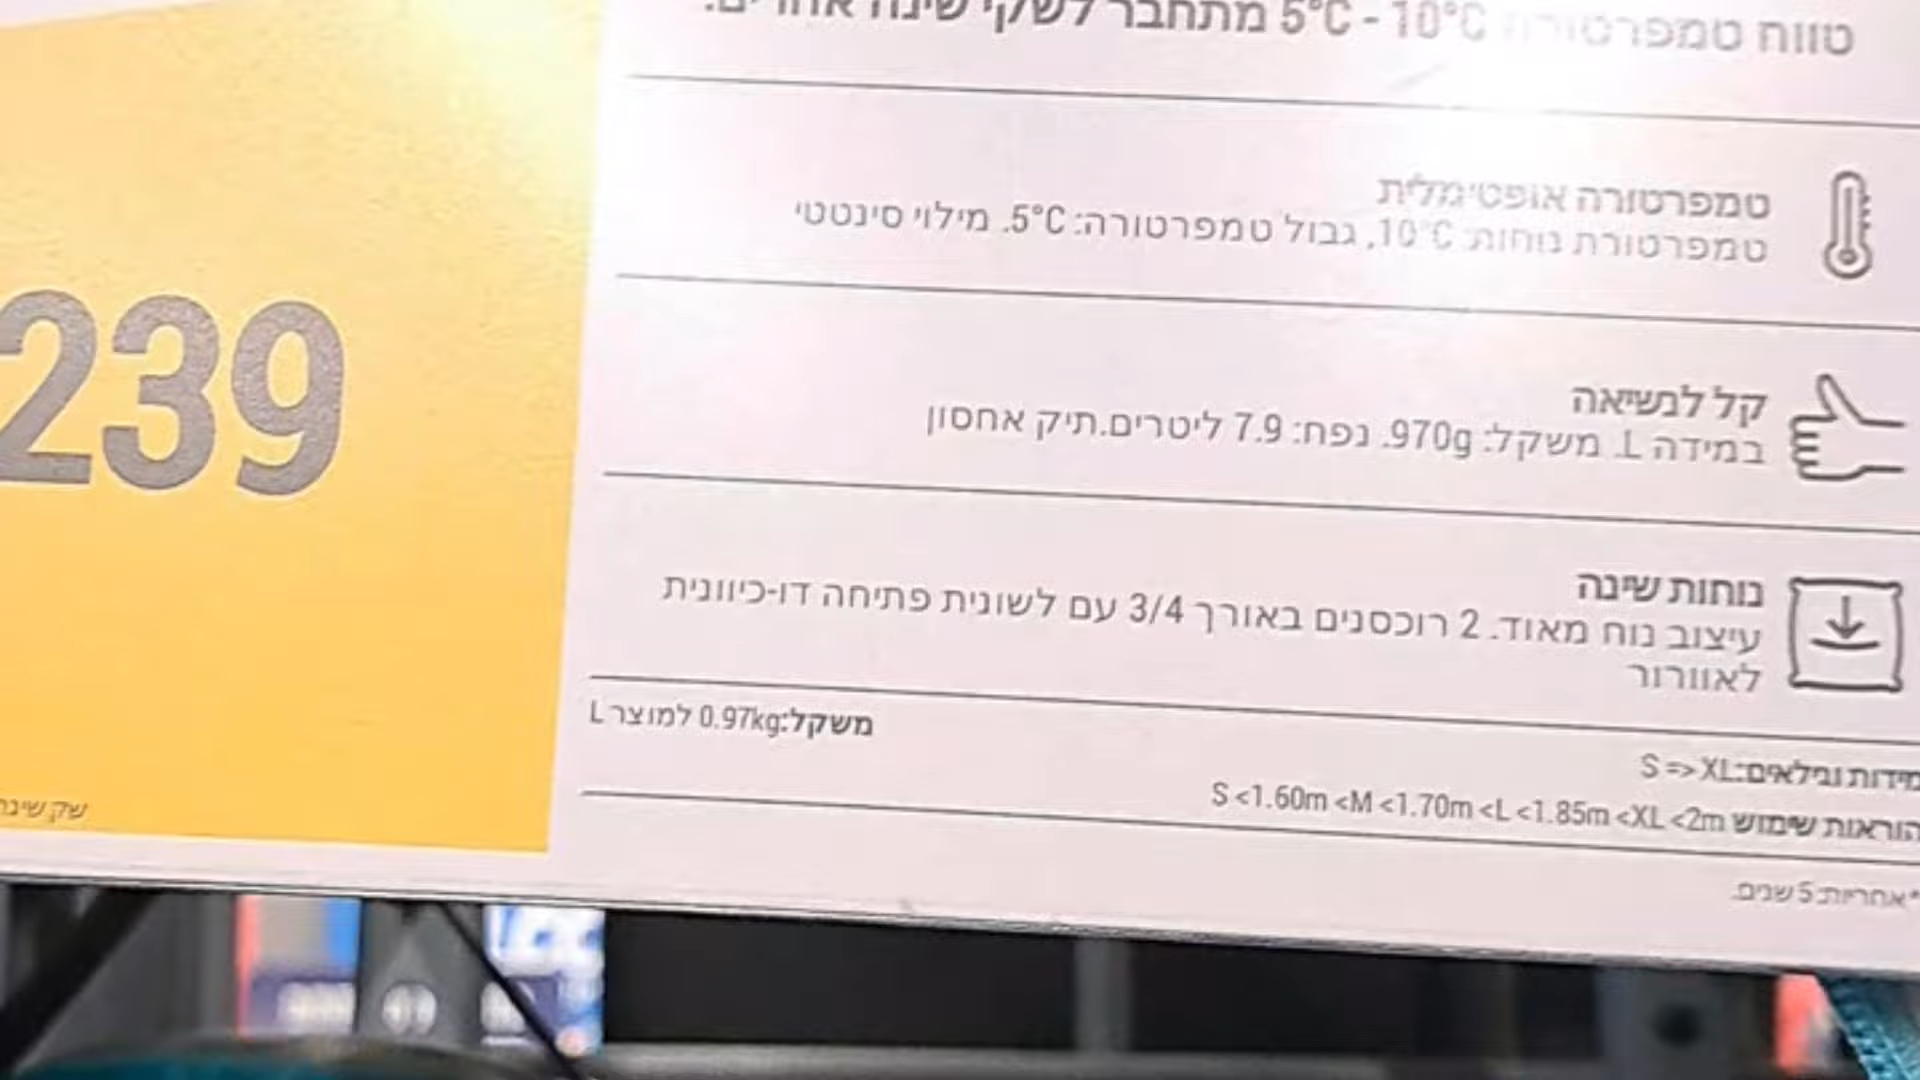 טווח טמפרטורה 5°C - 10°C מתחבר לשקי שינה אחרים.
טמפרטורה אופטימלית
טמפרטורת נוחות: 10°C, גבול טמפרטורה: 5°C. מילוי סינטטי
קל לנשיאה
במידה L. משקל: 970g. נפח: 7.9 ליטרים.תיק אחסון
239
נוחות שינה
עיצוב נוח מאוד. 2 רוכסנים באורך 3/4 עם לשונית פתיחה דו-כיוונית
לאוורור
משקל:0.97kg למוצר L
מידות ומלאים:S => XL
הוראות שימוש S <1.60m <M <1.70m <L <1.85m <XL <2m
שק שינה
*אחריות: 5 שנים.